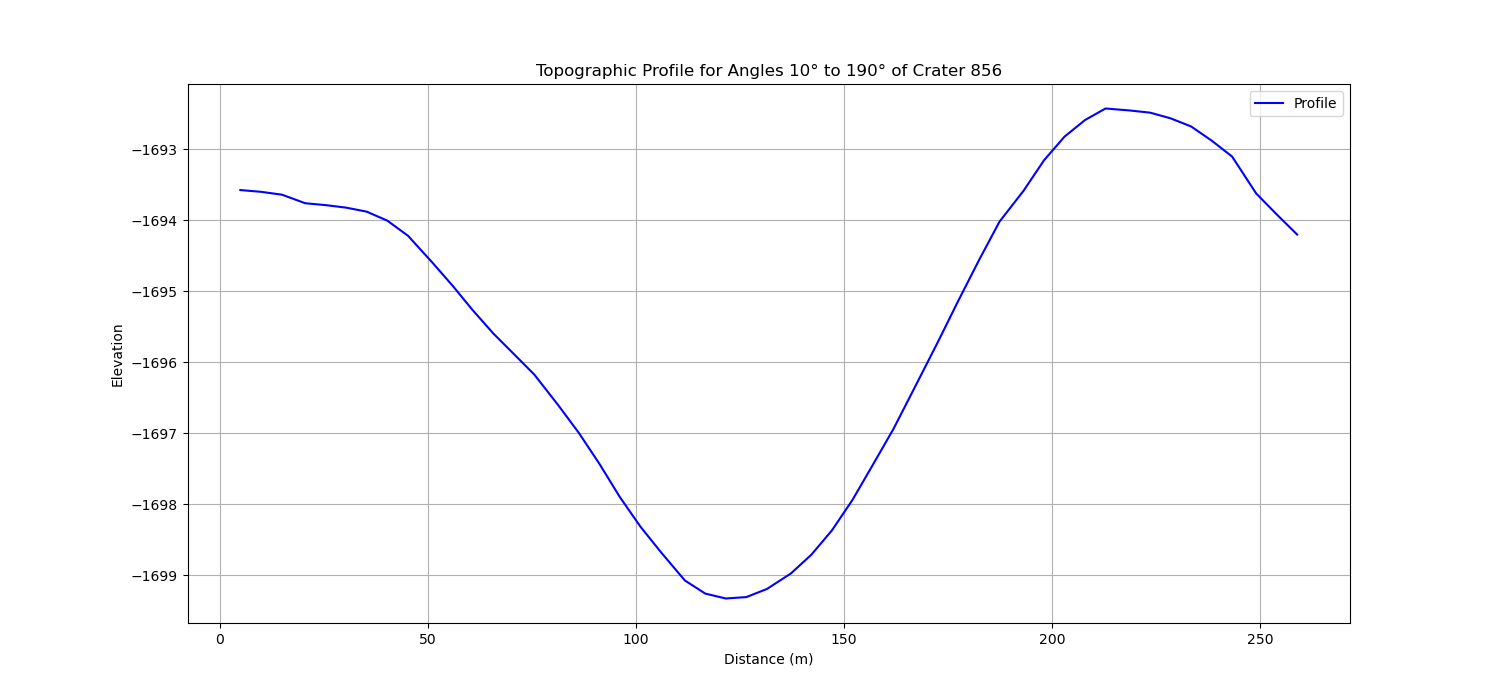 Topographic Profile for Angles 10° to 190° of Crater 856
Profile
−1693
−1694
−1695
−1696
−1697
−1698
−1699
Elevation
0 50 100 150 200 250
Distance (m)